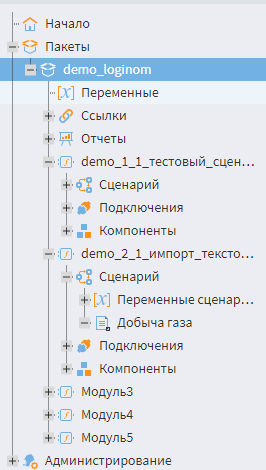 Начало
Пакеты
demo_loginom
Переменные
Ссылки
Отчеты
demo_1_1_тестовый_сцен...
Сценарий
Подключения
Компоненты
demo_2_1_импорт_тексто...
Сценарий
Переменные сценар...
Добыча газа
Подключения
Компоненты
Модуль3
Модуль4
Модуль5
Администрирование